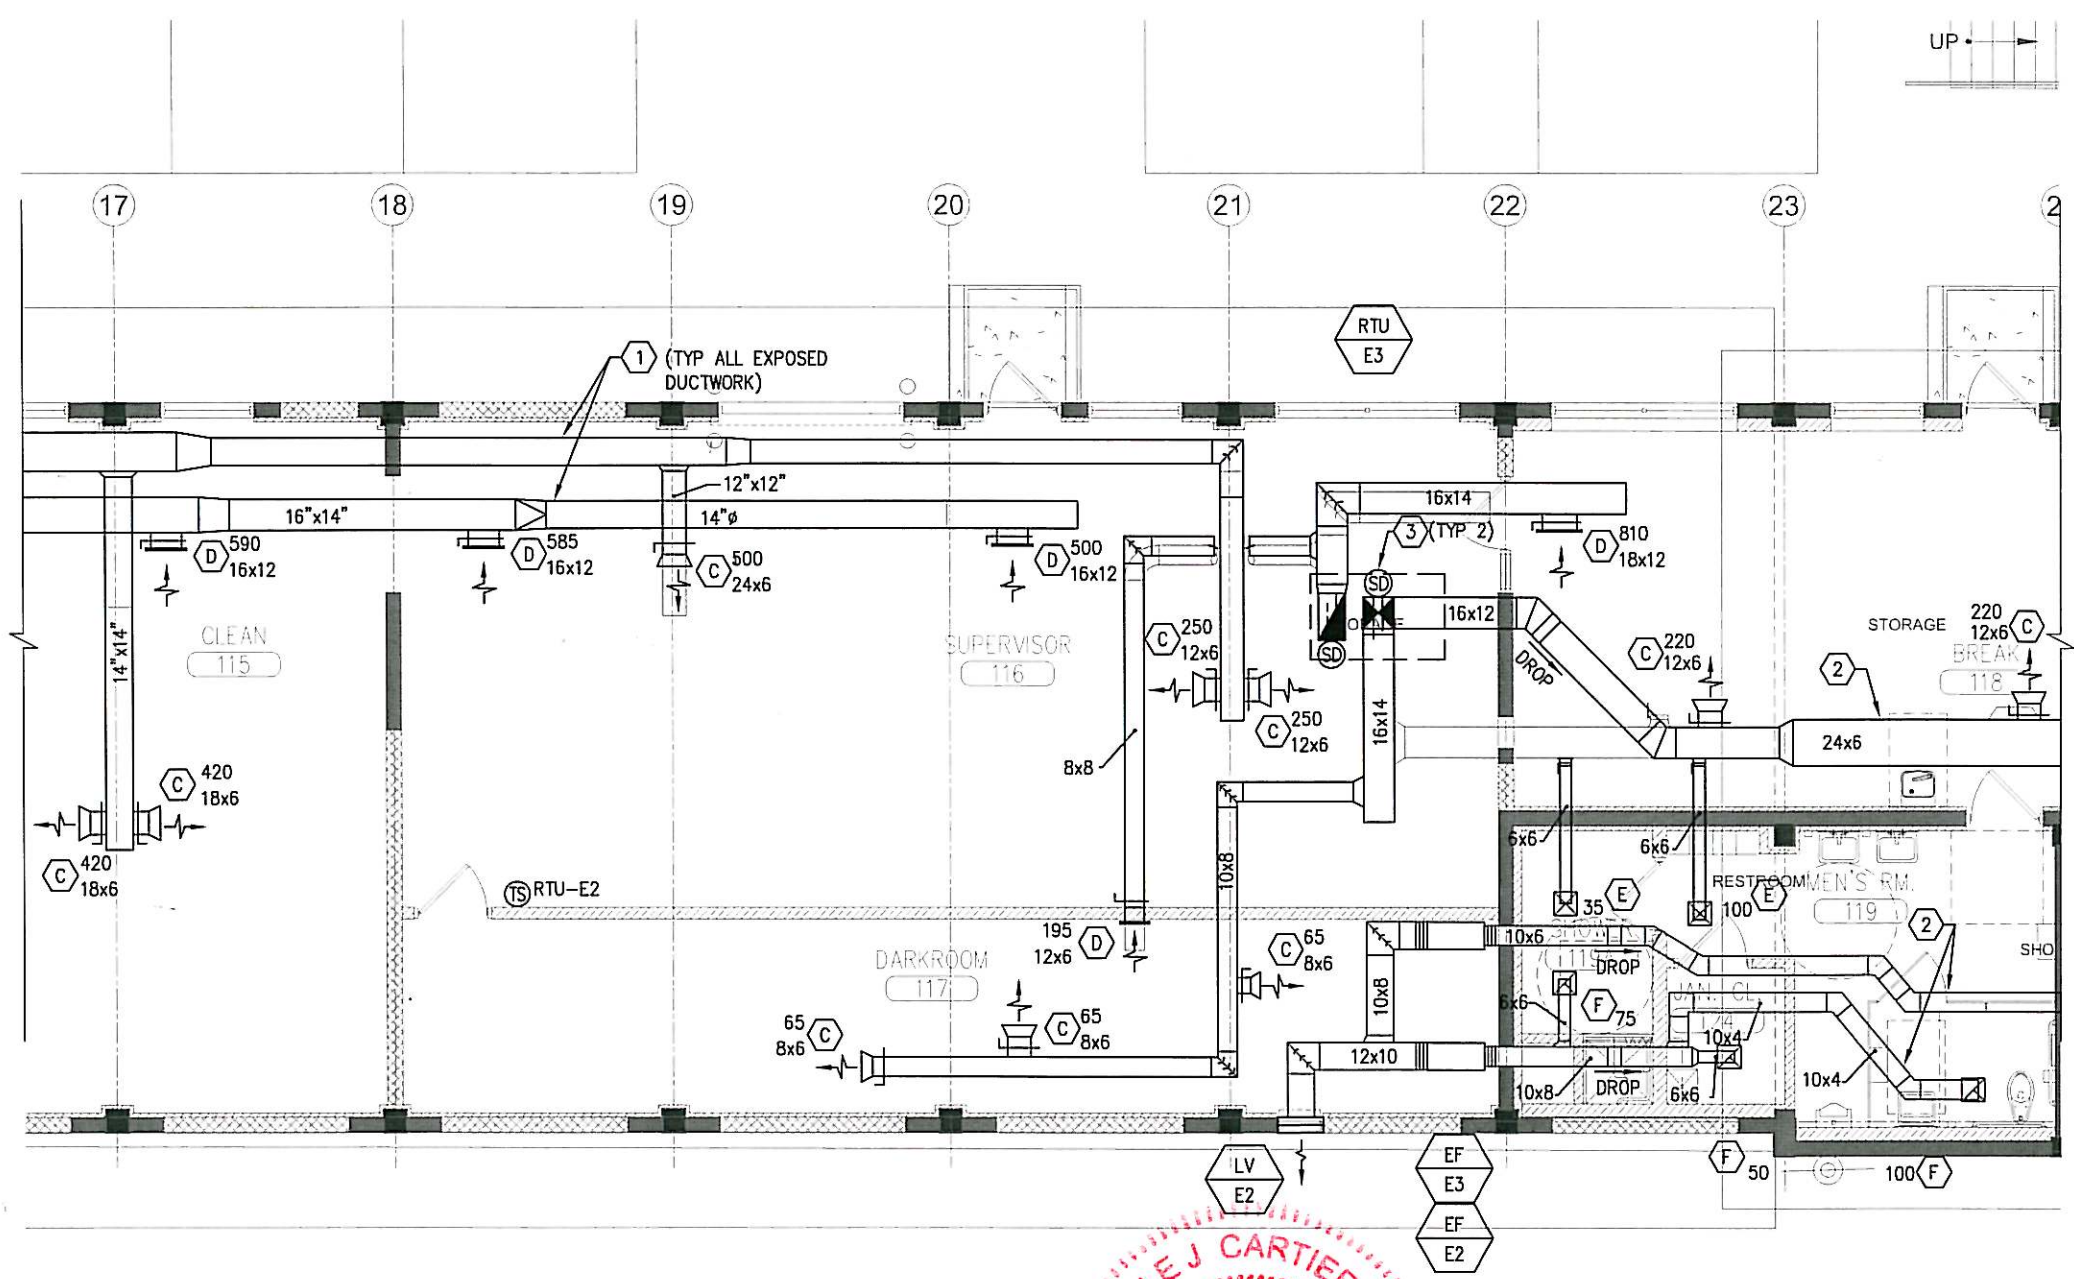 UP
17
18
19
20
21
22
23
2
RTU
E3
1 (TYP ALL EXPOSED
DUCTWORK)
12"x12"
16"x14"
14"ø
16x14
3 (TYP 2)
D 590
16x12
D 585
16x12
C 500
24x6
D 500
16x12
D 810
18x12
SD
SD
16x12
DROP
14"x14"
CLEAN
115
SUPERVISOR
116
C 250
12x6
C 250
12x6
C 220
12x6
STORAGE
220
12x6 C
BREAK
118
2
16x14
24x6
8x8
C 420
18x6
C 420
18x6
6x6
6x6
10x8
TS RTU-E2
E
35
RESTROOM
MEN'S RM.
E
119
100
2
195
12x6 D
C 65
8x6
10x6
SHOWER
119A
DROP
SHO
DARKROOM
117
10x8
6x6
F 75
JAN. CL.
65
8x6 C
C 65
8x6
12x10
10x4
10x8
DROP
6x6
10x4
LV
E2
EF
E3
EF
E2
F 50
100 F
E J CARTIER